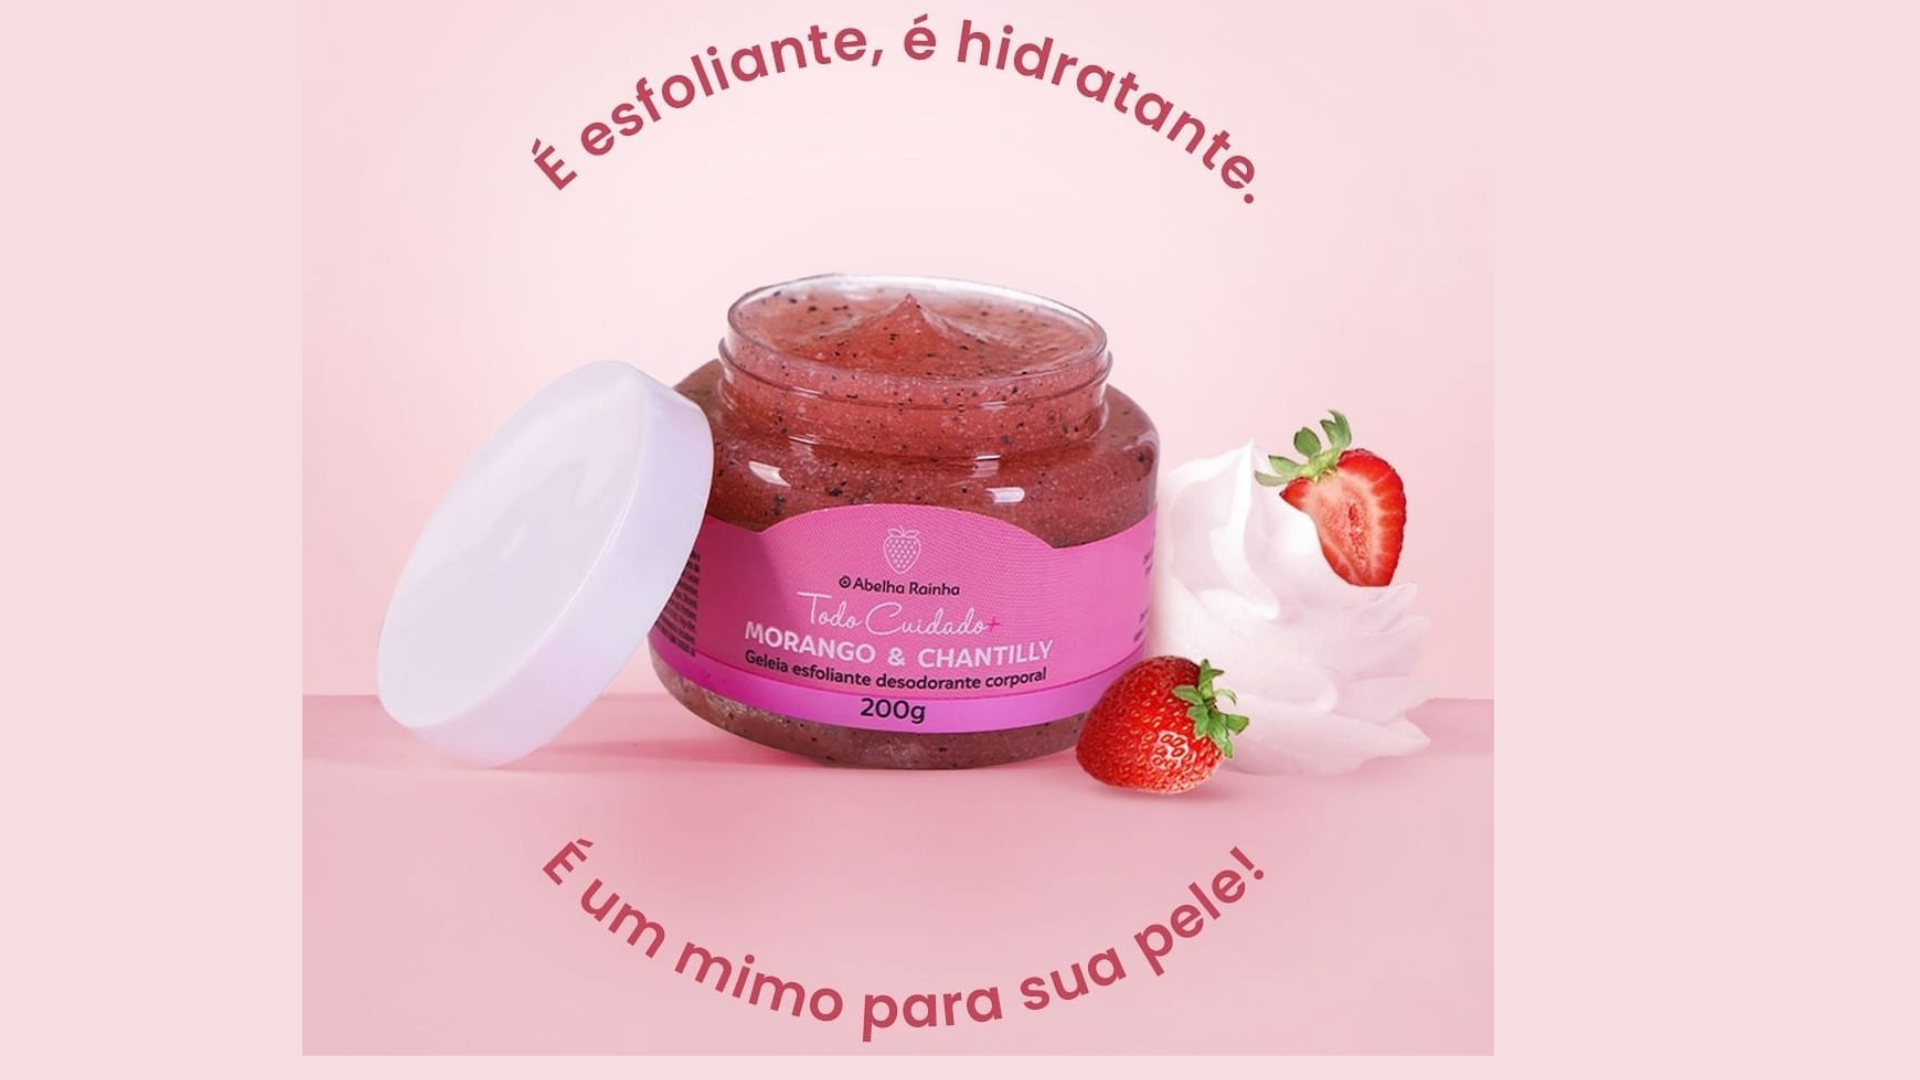 É esfoliante, é hidratante.
Abelha Rainha
Todo Cuidado+
MORANGO & CHANTILLY
Geleia esfoliante desodorante corporal
200g
É um mimo para sua pele!